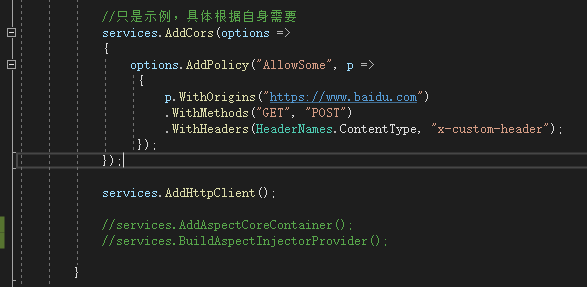 //只是示例，具体根据自身需要
services.AddCors(options =>
{
options.AddPolicy("AllowSome", p =>
{
p.WithOrigins("https://www.baidu.com")
.WithMethods("GET", "POST")
.WithHeaders(HeaderNames.ContentType, "x-custom-header");
});
});
services.AddHttpClient();
//services.AddAspectCoreContainer();
//services.BuildAspectInjectorProvider();
}